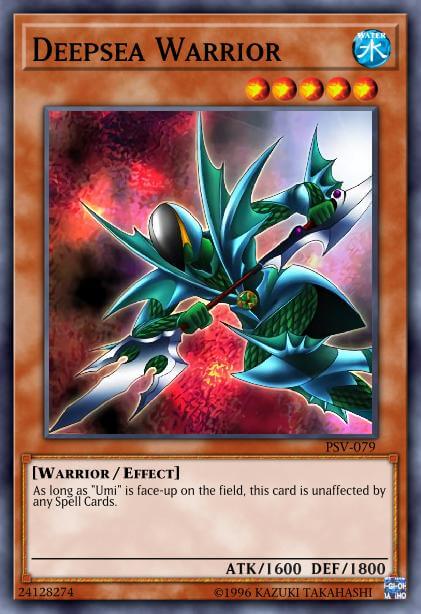 DEEPSEA WARRIOR
WATER
水
PSV-079
[WARRIOR / EFFECT]
As long as "Umi" is face-up on the field, this card is unaffected by
any Spell Cards.
ATK/1600 DEF/1800
24128274
©1996 KAZUKI TAKAHASHI